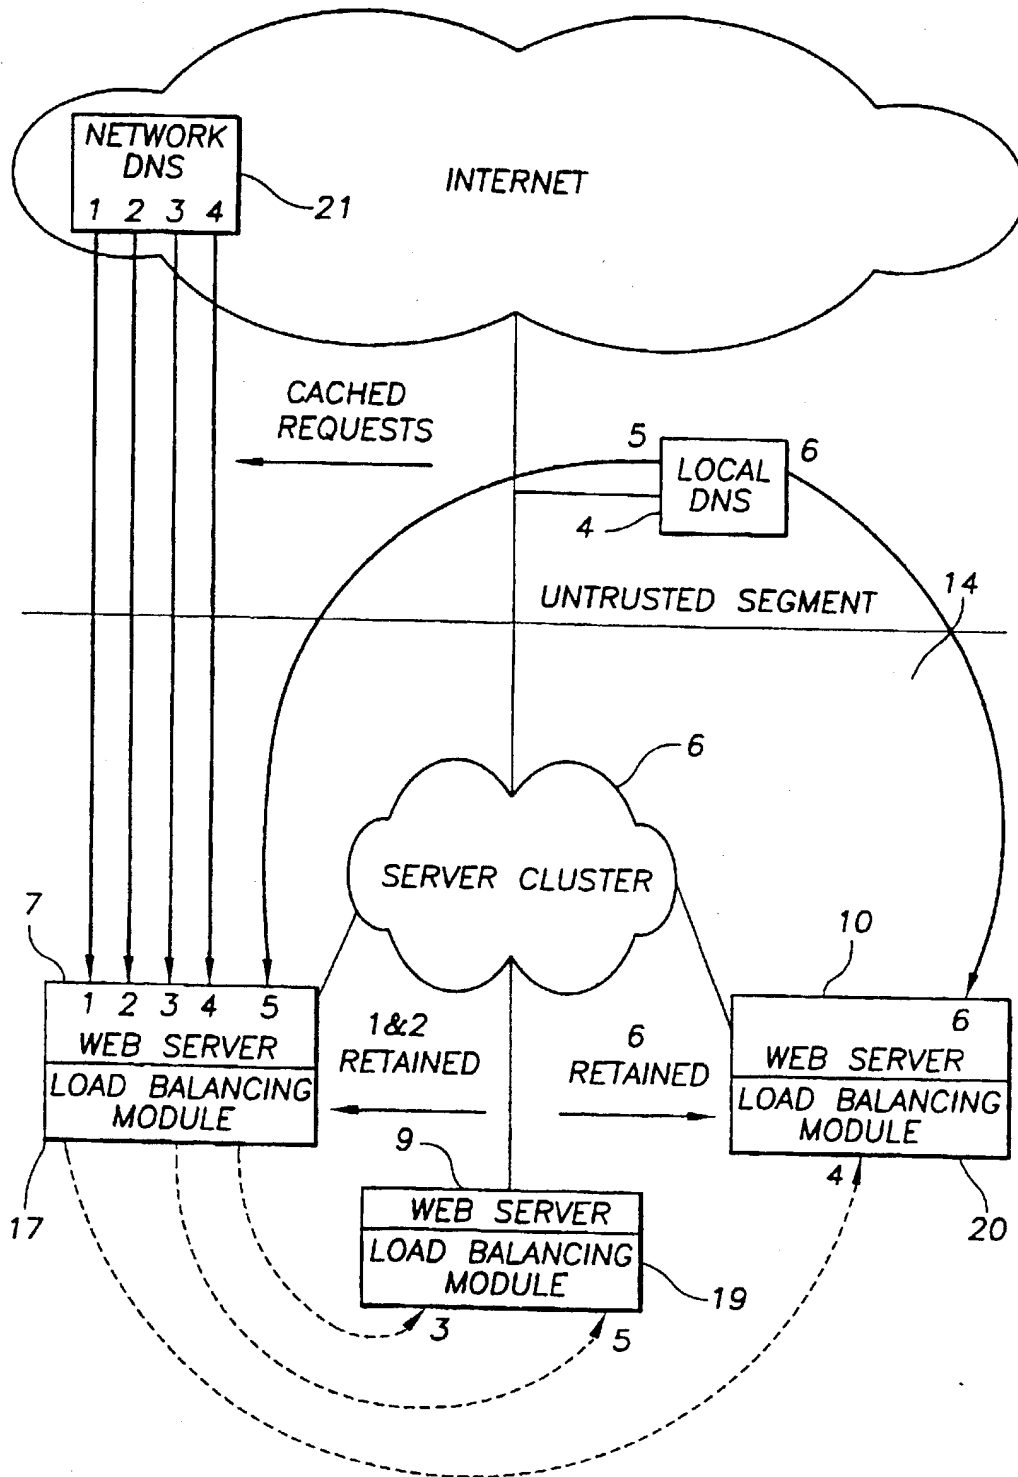 NETWORK
DNS
1 2 3 4
21
INTERNET
CACHED
REQUESTS
5
6
LOCAL
DNS
4
UNTRUSTED SEGMENT
14
6
SERVER CLUSTER
7
10
1 2 3 4 5
WEB SERVER
LOAD BALANCING
MODULE
17
1&2
RETAINED
6
RETAINED
6
WEB SERVER
LOAD BALANCING
MODULE
4
20
9
WEB SERVER
LOAD BALANCING
MODULE
19
3
5